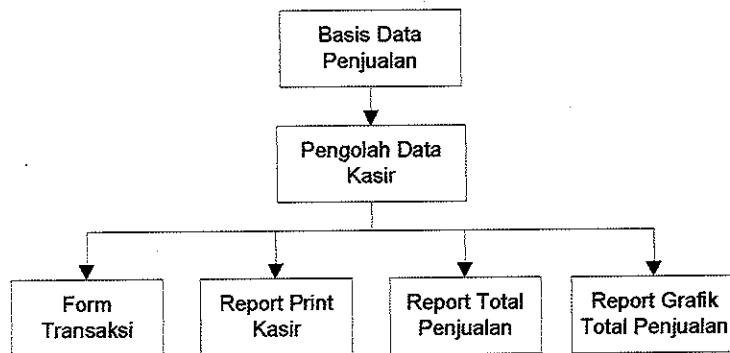 Basis Data
Penjualan
Pengolah Data
Kasir
Form
Transaksi
Report Print
Kasir
Report Total
Penjualan
Report Grafik
Total Penjualan